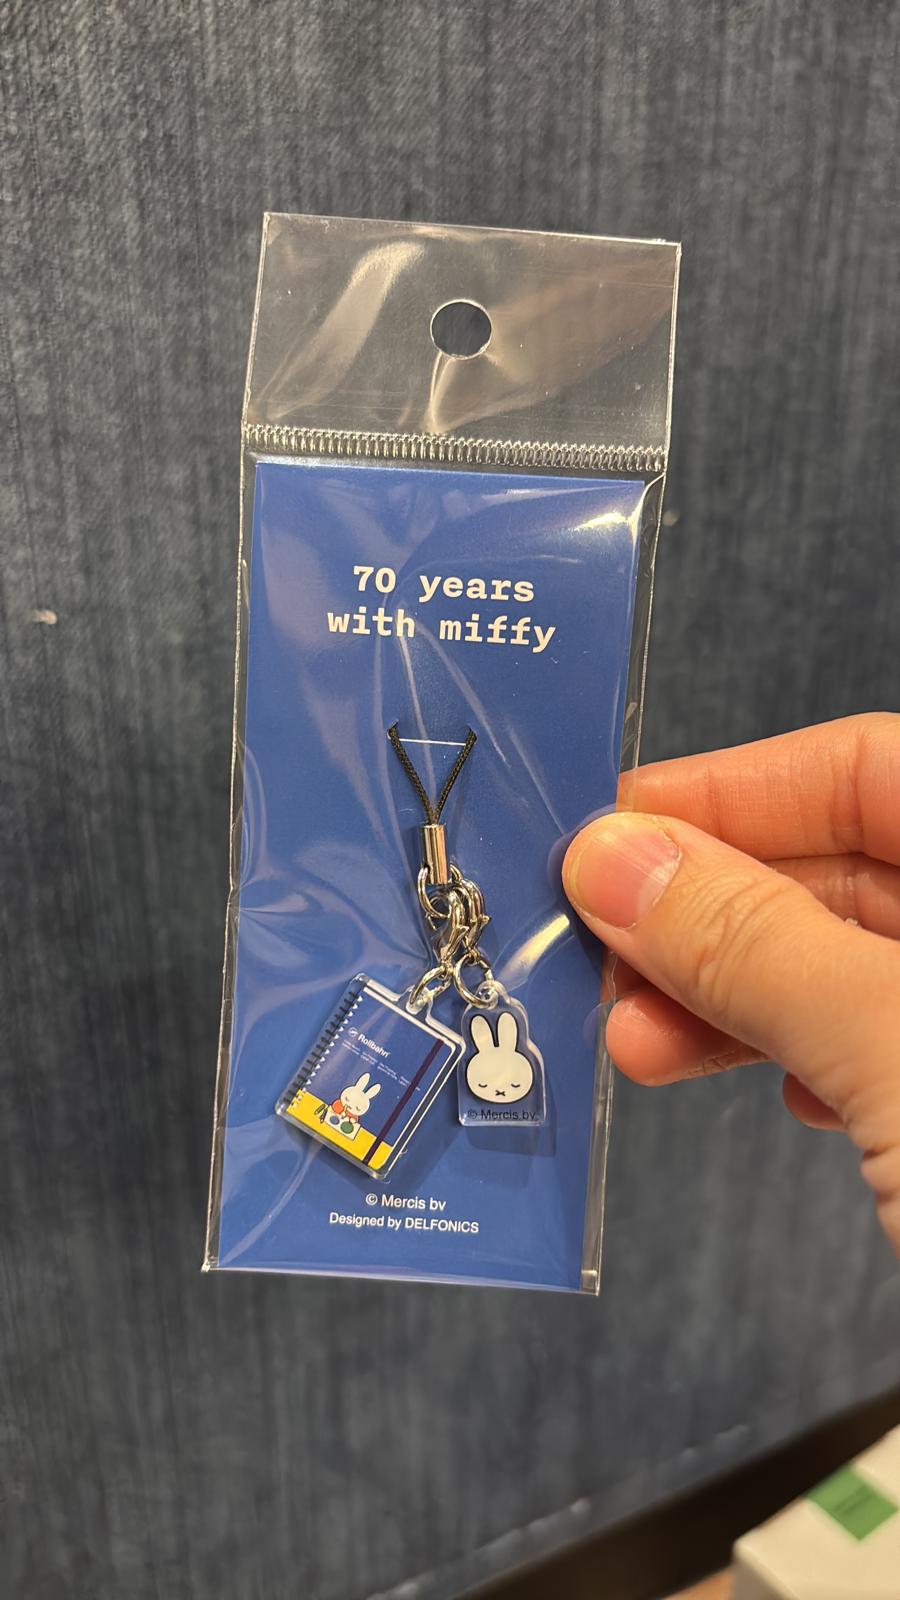 70 years
with miffy
Rollbahn
© Mercis bv
© Mercis bv
Designed by DELFONICS